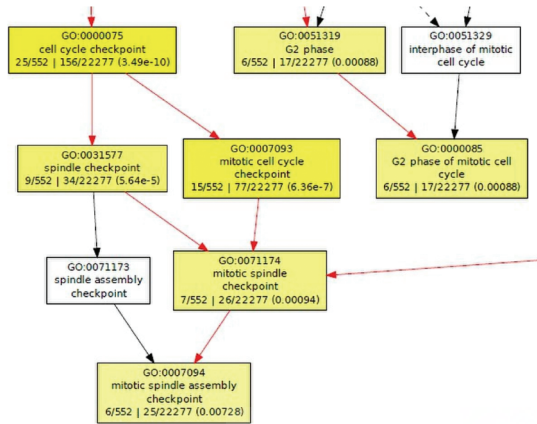 GO:0000075
cell cycle checkpoint
25/552 | 156/22277 (3.49e-10)
GO:0051319
G2 phase
6/552 | 17/22277 (0.00088)
GO:0051329
interphase of mitotic
cell cycle
GO:0031577
spindle checkpoint
9/552 | 34/22277 (5.64e-5)
GO:0007093
mitotic cell cycle
checkpoint
15/552 | 77/22277 (6.36e-7)
GO:0000085
G2 phase of mitotic cell
cycle
6/552 | 17/22277 (0.00088)
GO:0071173
spindle assembly
checkpoint
GO:0071174
mitotic spindle
checkpoint
7/552 | 26/22277 (0.00094)
GO:0007094
mitotic spindle assembly
checkpoint
6/552 | 25/22277 (0.00728)